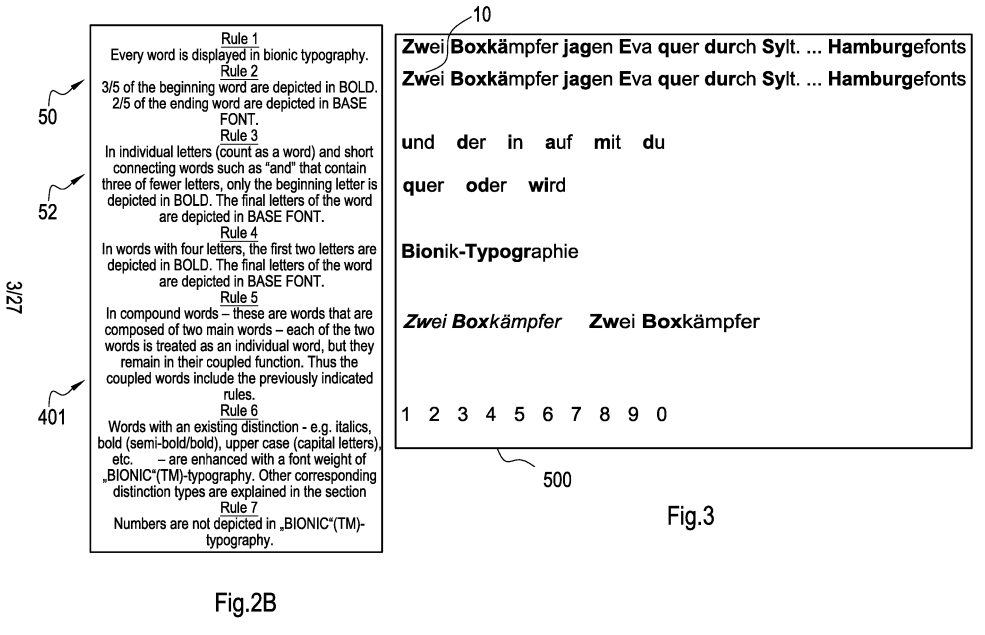 3/27
50
52
401
Rule 1
Every word is displayed in bionic typography.
Rule 2
3/5 of the beginning word are depicted in BOLD.
2/5 of the ending word are depicted in BASE
FONT.
Rule 3
In individual letters (count as a word) and short
connecting words such as “and” that contain
three of fewer letters, only the beginning letter is
depicted in BOLD. The final letters of the word
are depicted in BASE FONT.
Rule 4
In words with four letters, the first two letters are
depicted in BOLD. The final letters of the word
are depicted in BASE FONT.
Rule 5
In compound words – these are words that are
composed of two main words – each of the two
words is treated as an individual word, but they
remain in their coupled function. Thus the
coupled words include the previously indicated
rules.
Rule 6
Words with an existing distinction - e.g. italics,
bold (semi-bold/bold), upper case (capital letters),
etc. – are enhanced with a font weight of
„BIONIC“(TM)-typography. Other corresponding
distinction types are explained in the section
Rule 7
Numbers are not depicted in „BIONIC“(TM)-
typography.
Fig.2B
10
Zwei Boxkämpfer jagen Eva quer durch Sylt. ... Hamburgefonts
Zwei Boxkämpfer jagen Eva quer durch Sylt. ... Hamburgefonts
und der in auf mit du
quer oder wird
Bionik-Typographie
Zwei Boxkämpfer Zwei Boxkämpfer
1 2 3 4 5 6 7 8 9 0
500
Fig.3